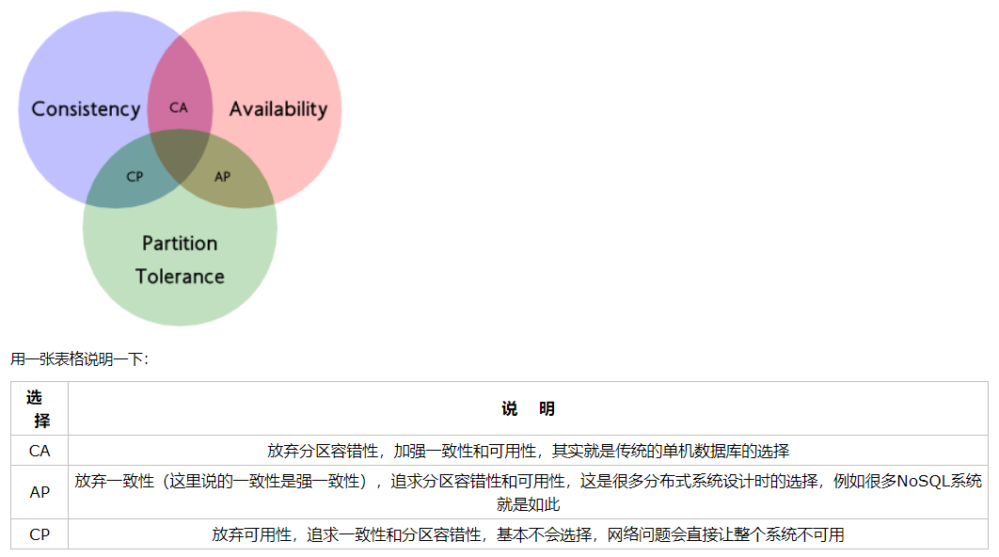 Consistency
CA
Availability
CP
AP
Partition
Tolerance
用一张表格说明一下：
选
择
说 明
CA
放弃分区容错性，加强一致性和可用性，其实就是传统的单机数据库的选择
AP
放弃一致性（这里说的一致性是强一致性），追求分区容错性和可用性，这是很多分布式系统设计时的选择，例如很多NoSQL系统
就是如此
CP
放弃可用性，追求一致性和分区容错性，基本不会选择，网络问题会直接让整个系统不可用